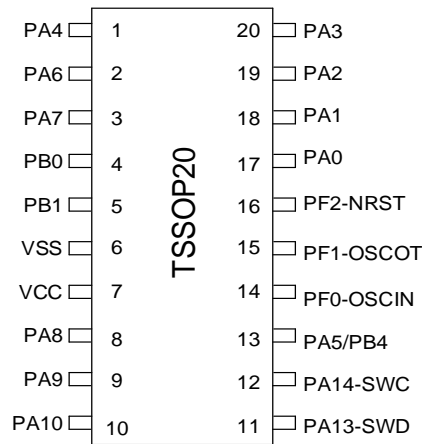 PA4 1 20 PA3
PA6 2 19 PA2
PA7 3 18 PA1
PB0 4 17 PA0
PB1 5 16 PF2-NRST
VSS 6 15 PF1-OSCOT
VCC 7 14 PF0-OSCIN
PA8 8 13 PA5/PB4
PA9 9 12 PA14-SWC
PA10 10 11 PA13-SWD
TSSOP20